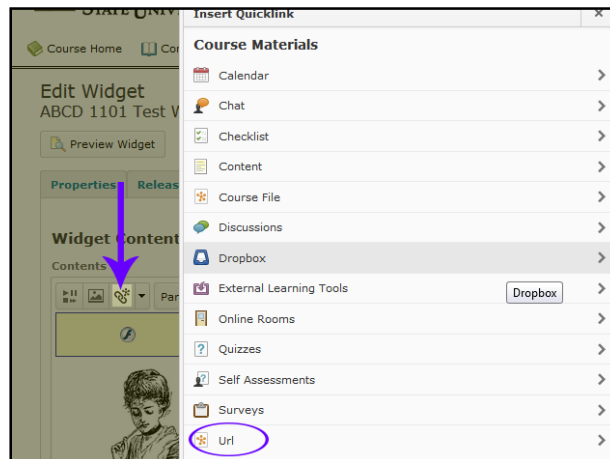 STATE UNIV
Insert Quicklink
Course Home
Cou
Course Materials
Edit Widget
ABCD 1101 Test W
Preview Widget
Properties
Releas
Widget Content
Contents
Par
Calendar
Chat
Checklist
Content
Course File
Discussions
Dropbox
External Learning Tools
Dropbox
Online Rooms
Quizzes
Self Assessments
Surveys
Url